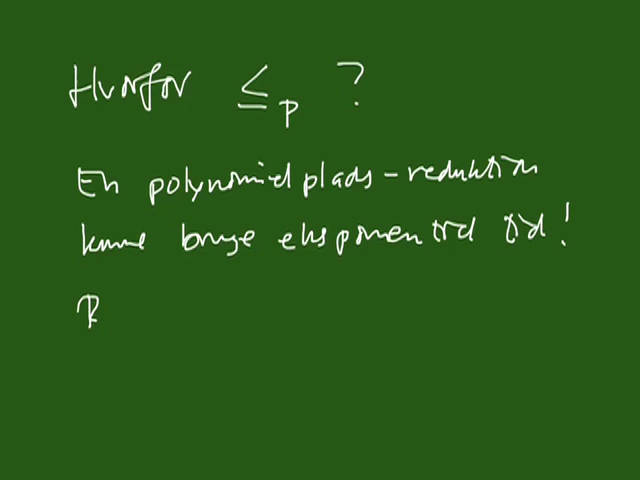 Hvorfor ≤p ?
En polynomiel plads-reduktion
kunne bruge eksponentiel tid!
R